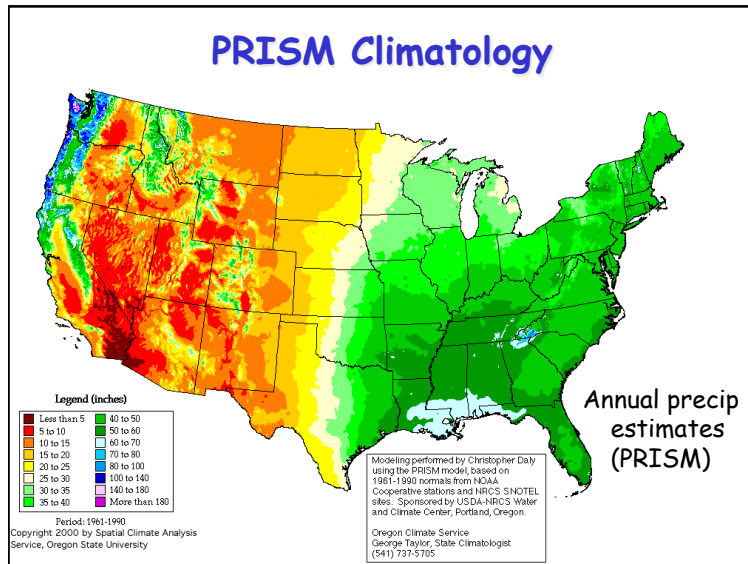 PRISM Climatology
Annual precip
estimates
(PRISM)
Legend (inches)
Less than 5
5 to 10
10 to 15
15 to 20
20 to 25
25 to 30
30 to 35
35 to 40
40 to 50
50 to 60
60 to 70
70 to 80
80 to 100
100 to 140
140 to 180
More than 180
Period: 1961-1990
Copyright 2000 by Spatial Climate Analysis
Service, Oregon State University
Modeling performed by Christopher Daly
using the PRISM model, based on
1961-1990 normals from NOAA
Cooperative stations and NRCS SNOTEL
sites. Sponsored by USDA-NRCS Water
and Climate Center, Portland, Oregon.
Oregon Climate Service
George Taylor, State Climatologist
(541) 737-5705